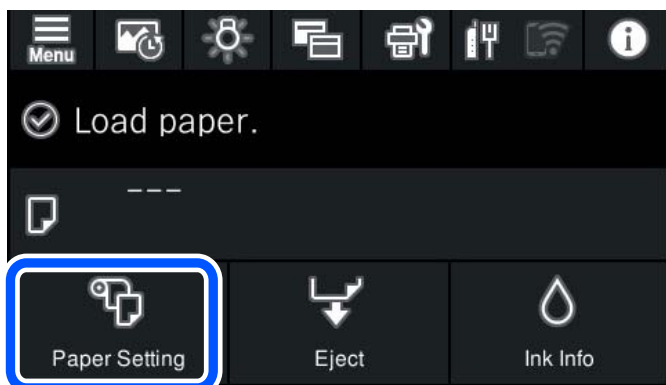 Menu
Load paper.
---
Paper Setting
Eject
Ink Info